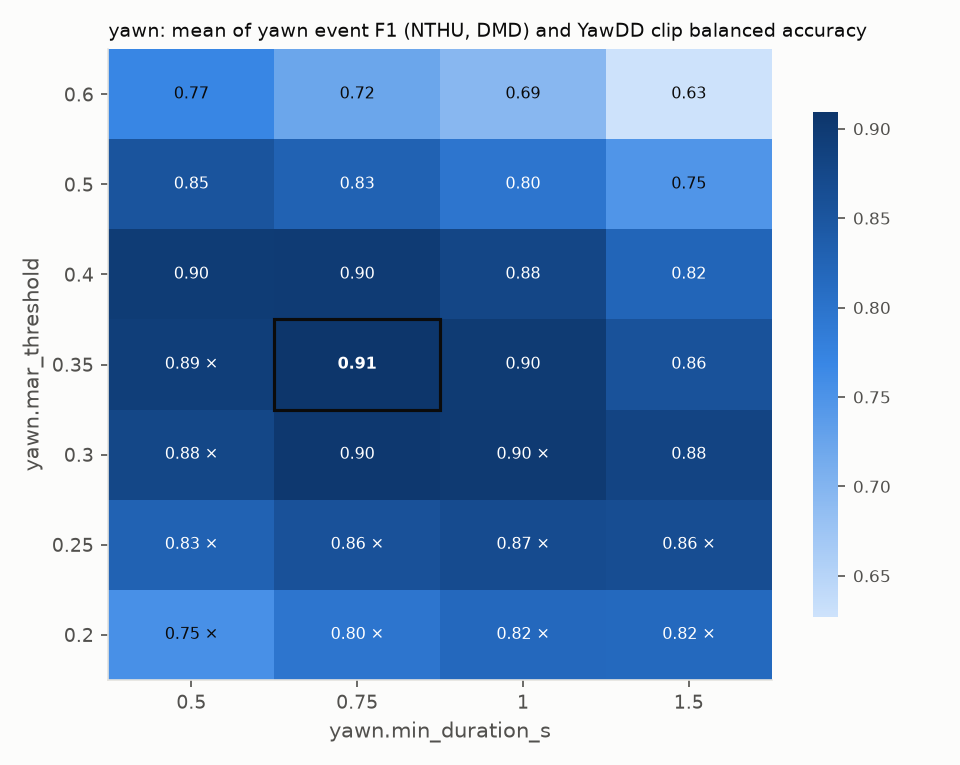 yawn: mean of yawn event F1 (NTHU, DMD) and YawDD clip balanced accuracy
yawn.mar_threshold
0.6 0.77 0.72 0.69 0.63
0.5 0.85 0.83 0.80 0.75
0.4 0.90 0.90 0.88 0.82
0.35 0.89 × 0.91 0.90 0.86
0.3 0.88 × 0.90 0.90 × 0.88
0.25 0.83 × 0.86 × 0.87 × 0.86 ×
0.2 0.75 × 0.80 × 0.82 × 0.82 ×
0.5 0.75 1 1.5
yawn.min_duration_s
0.90
0.85
0.80
0.75
0.70
0.65